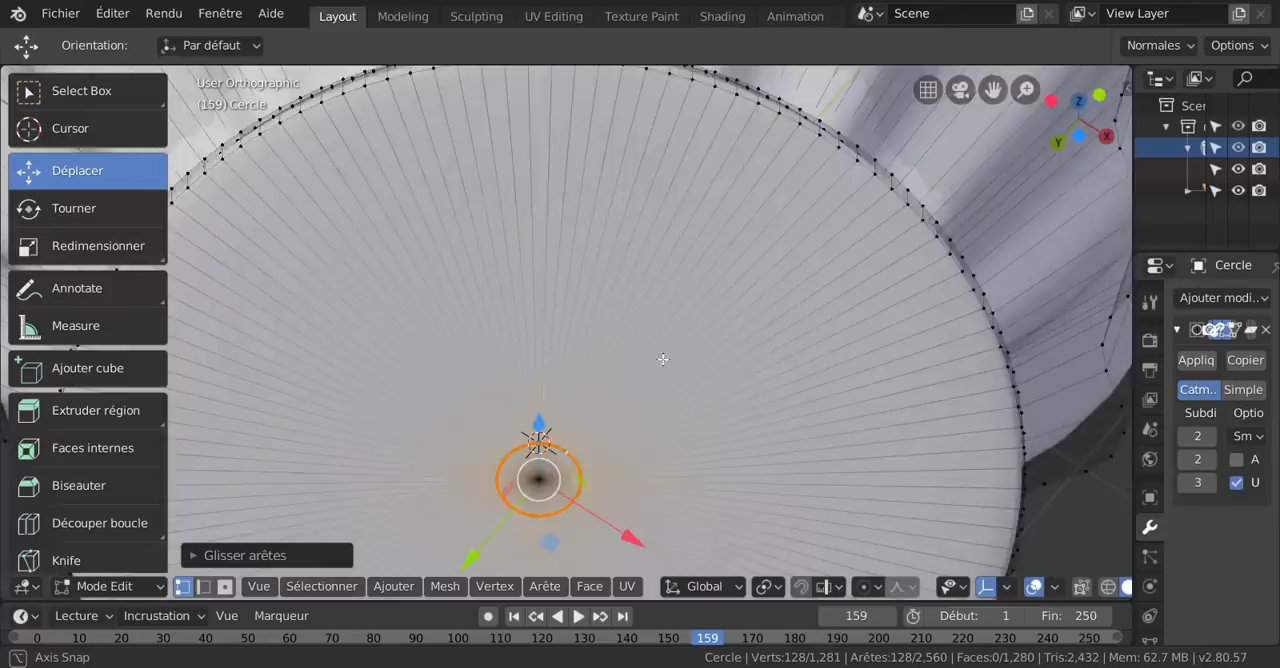 Fichier Éditer Rendu Fenêtre Aide Layout Modeling Sculpting UV Editing Texture Paint Shading Animation Scene View Layer
Orientation: Par défaut Normales Options
User Orthographic
(159) Cercle
Select Box
Cursor
Déplacer
Tourner
Redimensionner
Annotate
Measure
Ajouter cube
Extruder région
Faces internes
Biseauter
Découper boucle
Knife
Z
Y
X
Scer
Cercle
Ajouter modi..
Appliq Copier
Catm.. Simple
Subdi Optio
2 Sm
2 A
3 U
Glisser arêtes
Mode Edit Vue Sélectionner Ajouter Mesh Vertex Arête Face UV Global
Lecture Incrustation Vue Marqueur 159 Début: 1 Fin: 250
0 10 20 30 40 50 60 70 80 90 100 110 120 130 140 150 159 170 180 190 200 210 220 230 240 250
Axis Snap Cercle | Verts:128/1,281 | Arêtes:128/2,560 | Faces:0/1,280 | Tris:2,432 | Mem: 62.7 MB | v2.80.57